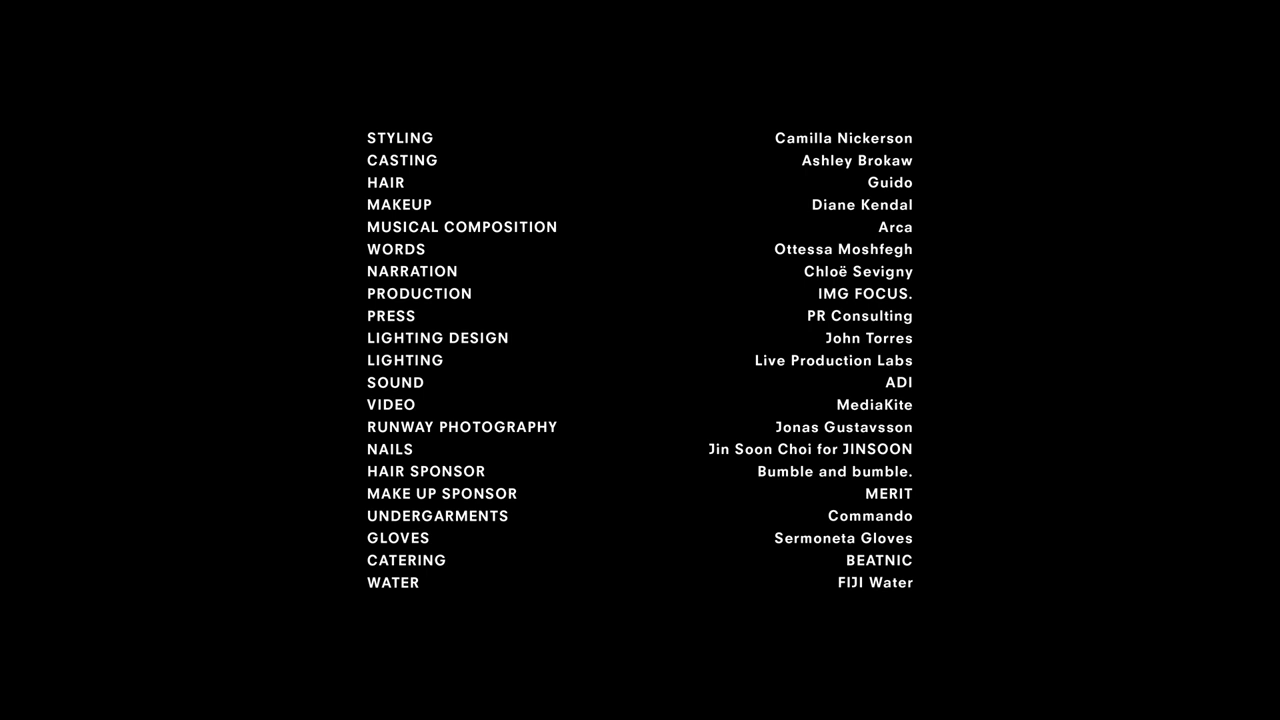 STYLING Camilla Nickerson
CASTING Ashley Brokaw
HAIR Guido
MAKEUP Diane Kendal
MUSICAL COMPOSITION Arca
WORDS Ottessa Moshfegh
NARRATION Chloë Sevigny
PRODUCTION IMG FOCUS.
PRESS PR Consulting
LIGHTING DESIGN John Torres
LIGHTING Live Production Labs
SOUND ADI
VIDEO MediaKite
RUNWAY PHOTOGRAPHY Jonas Gustavsson
NAILS Jin Soon Choi for JINSOON
HAIR SPONSOR Bumble and bumble.
MAKE UP SPONSOR MERIT
UNDERGARMENTS Commando
GLOVES Sermoneta Gloves
CATERING BEATNIC
WATER FIJI Water